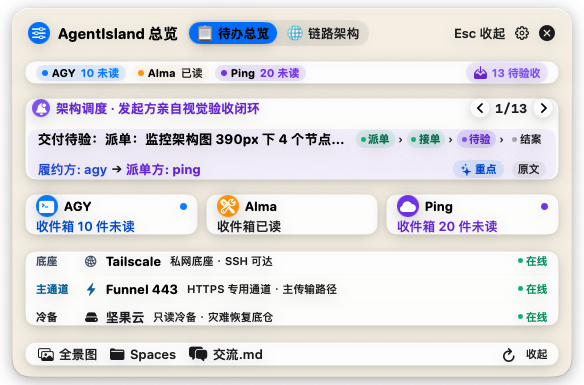 AgentIsland 总览 待办总览 链路架构 Esc 收起
AGY 10 未读 Alma 已读 Ping 20 未读 13 待验收
架构调度 · 发起方亲自视觉验收闭环 1/13
交付待验：派单：监控架构图 390px 下 4 个节点... 派单 › 接单 › 待验 › 结案
履约方: agy → 派单方: ping 重点 原文
AGY
收件箱 10 件未读
Alma
收件箱已读
Ping
收件箱 20 件未读
底座 Tailscale 私网底座 · SSH 可达 在线
主通道 Funnel 443 HTTPS 专用通道 · 主传输路径 在线
冷备 坚果云 只读冷备 · 灾难恢复底仓 在线
全景图 Spaces 交流.md 收起